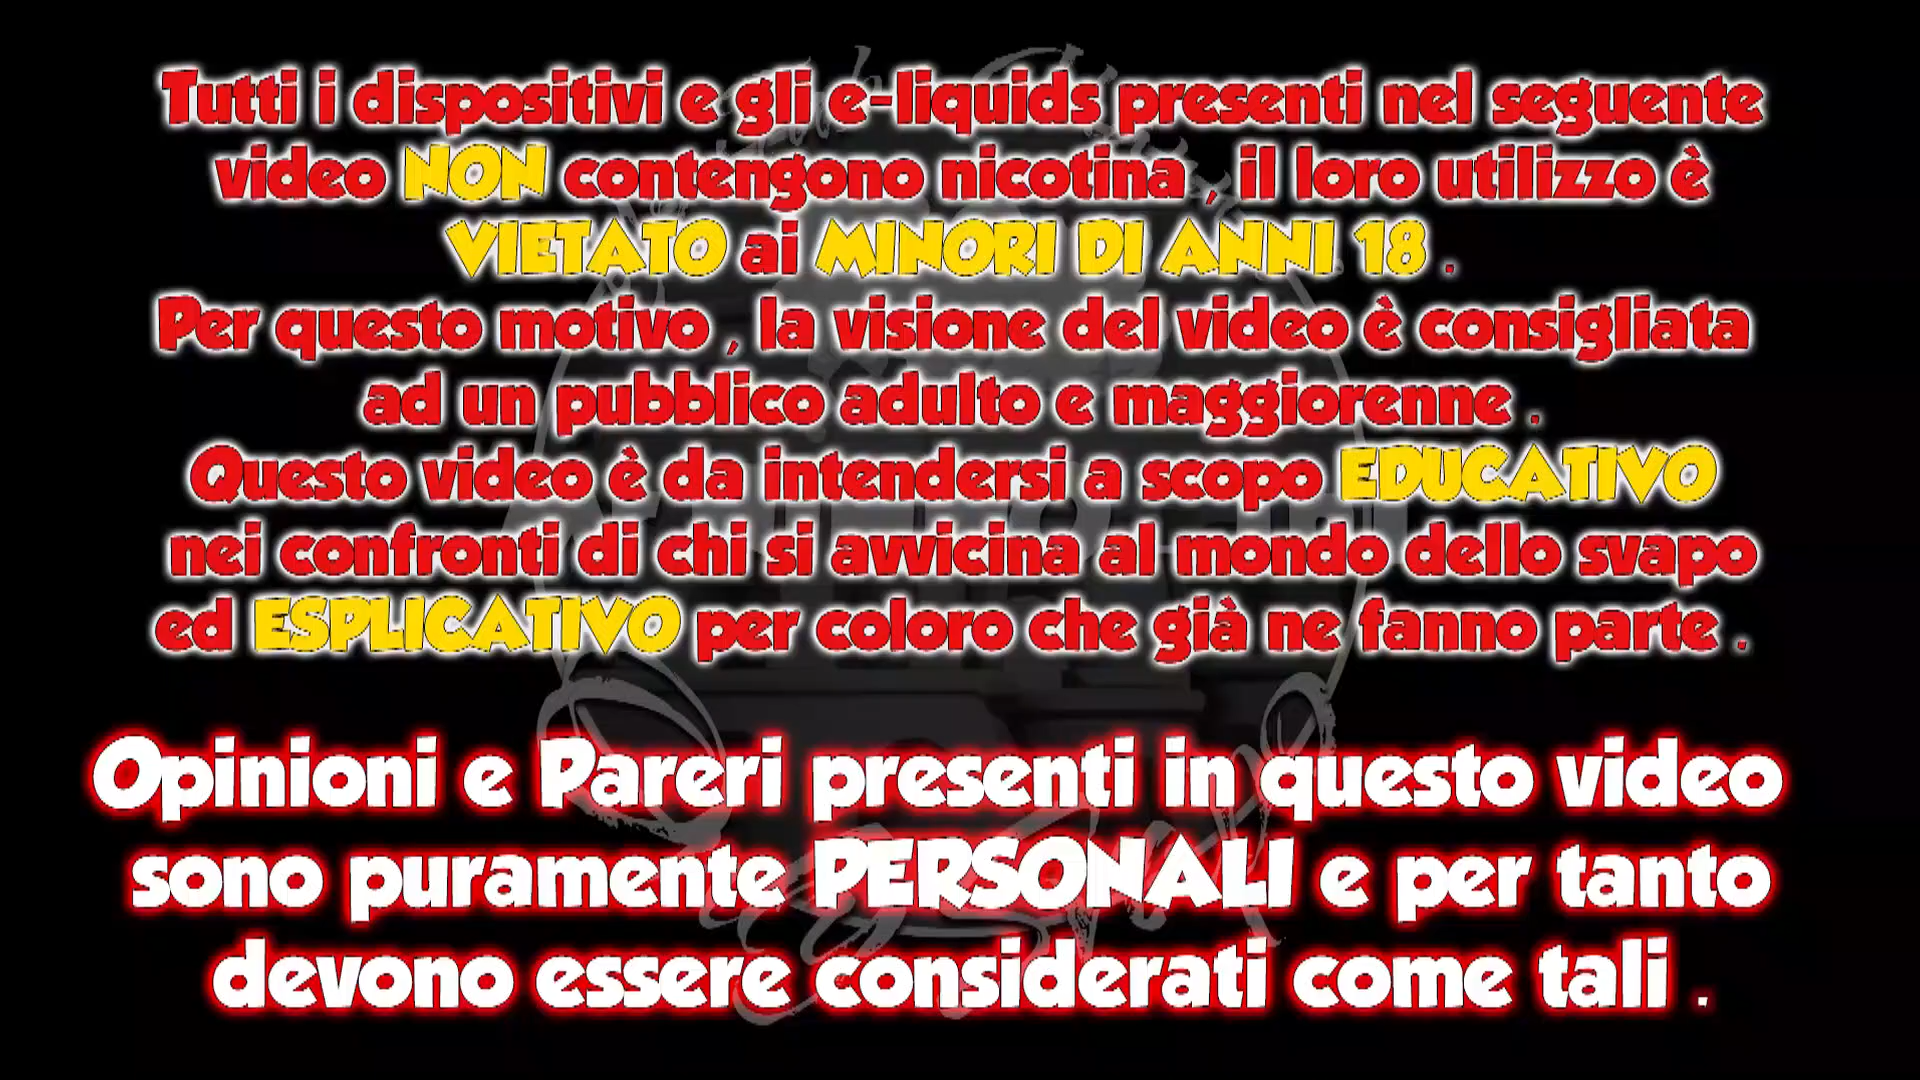 Tutti i dispositivi e gli e-liquids presenti nel seguente
video NON contengono nicotina , il loro utilizzo è
VIETATO ai MINORI DI ANNI 18 .
Per questo motivo , la visione del video è consigliata
ad un pubblico adulto e maggiorenne .
Questo video è da intendersi a scopo EDUCATIVO
nei confronti di chi si avvicina al mondo dello svapo
ed ESPLICATIVO per coloro che già ne fanno parte .
Opinioni e Pareri presenti in questo video
sono puramente PERSONALI e per tanto
devono essere considerati come tali .